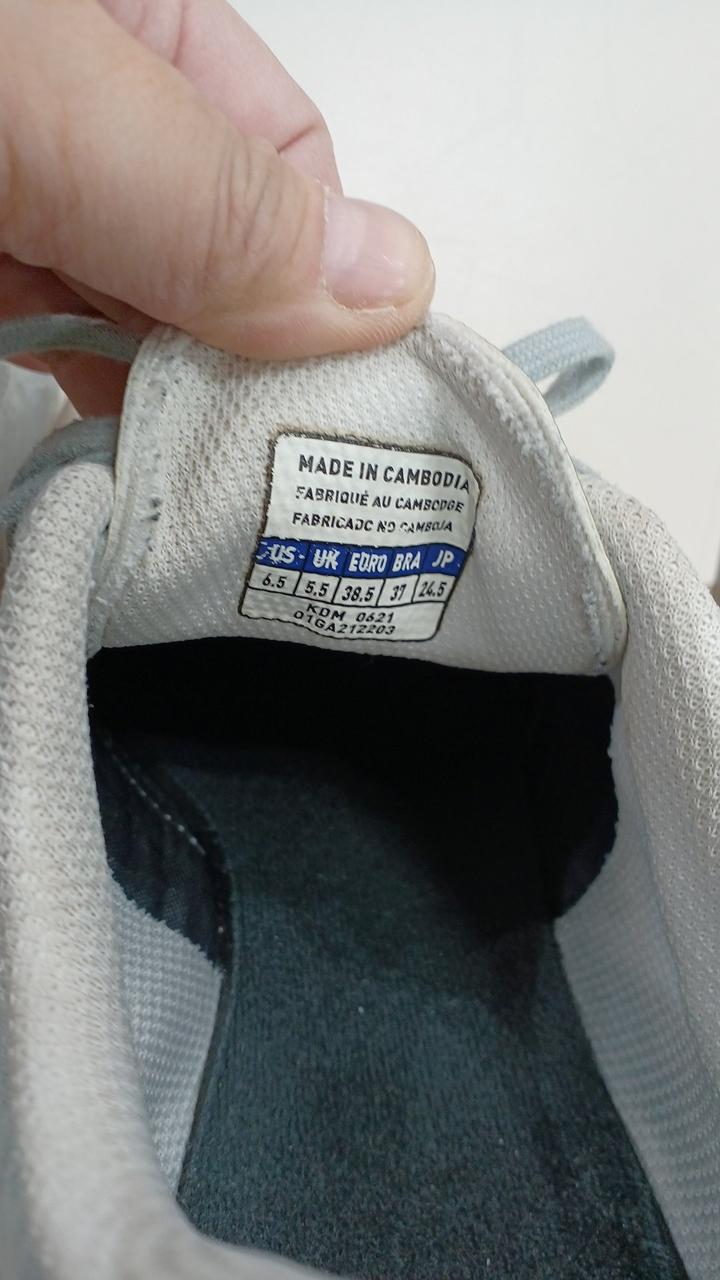 MADE IN CAMBODIA
FABRIQUÉ AU CAMBODGE
FABRICADO NO CAMBOJA
US UK EURO BRA JP
6.5 5.5 38.5 37 24.5
KDM 0621
01GA212203